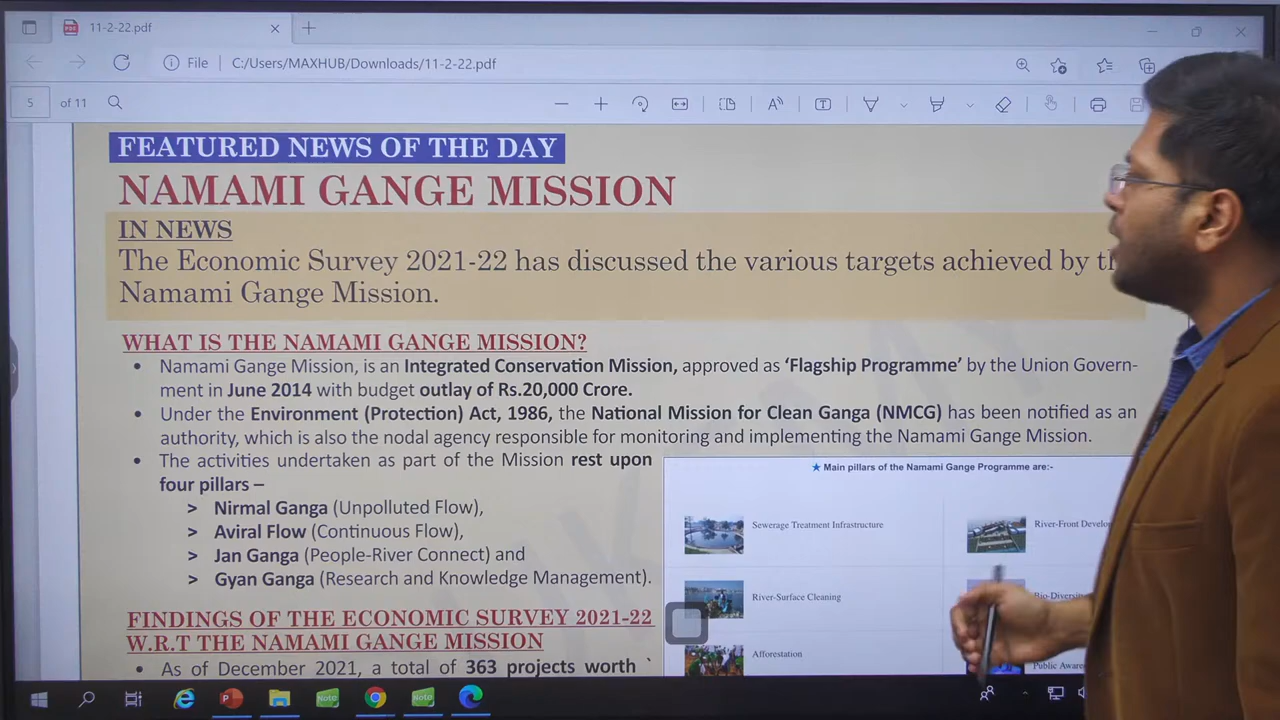 11-2-22.pdf
File
C:/Users/MAXHUB/Downloads/11-2-22.pdf
5 of 11
FEATURED NEWS OF THE DAY
NAMAMI GANGE MISSION
IN NEWS
The Economic Survey 2021-22 has discussed the various targets achieved by
Namami Gange Mission.
WHAT IS THE NAMAMI GANGE MISSION?
• Namami Gange Mission, is an Integrated Conservation Mission, approved as ‘Flagship Programme’ by the Union Govern-
ment in June 2014 with budget outlay of Rs.20,000 Crore.
• Under the Environment (Protection) Act, 1986, the National Mission for Clean Ganga (NMCG) has been notified as an
authority, which is also the nodal agency responsible for monitoring and implementing the Namami Gange Mission.
• The activities undertaken as part of the Mission rest upon
four pillars –
> Nirmal Ganga (Unpolluted Flow),
> Aviral Flow (Continuous Flow),
> Jan Ganga (People-River Connect) and
> Gyan Ganga (Research and Knowledge Management).
★ Main pillars of the Namami Gange Programme are:-
Sewerage Treatment Infrastructure
River-Front
River-Surface Cleaning
Afforestation
Public
FINDINGS OF THE ECONOMIC SURVEY 2021-22
W.R.T THE NAMAMI GANGE MISSION
• As of December 2021, a total of 363 projects worth `
Note
Note